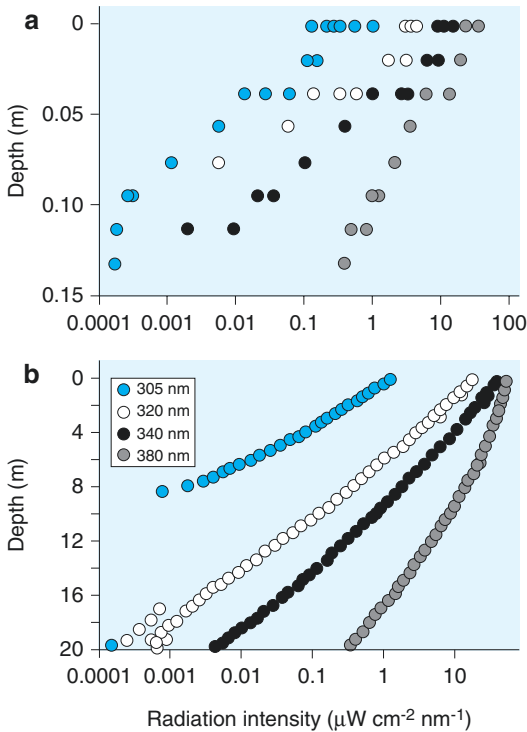 a
0
0.05
0.10
0.15
Depth (m)
0.0001 0.001 0.01 0.1 1 10 100
b
0
4
8
12
16
20
Depth (m)
305 nm
320 nm
340 nm
380 nm
0.0001 0.001 0.01 0.1 1 10
Radiation intensity (μW cm-2 nm-1)